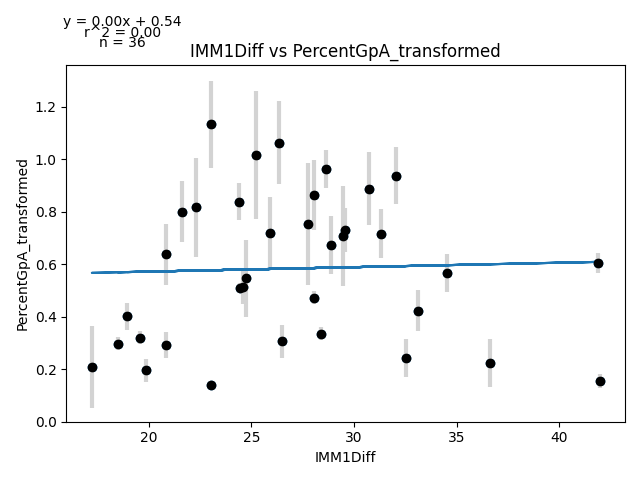 y = 0.00x + 0.54
r^2 = 0.00
n = 36
IMM1Diff vs PercentGpA_transformed
PercentGpA_transformed
1.2
1.0
0.8
0.6
0.4
0.2
0.0
20
25
30
35
40
IMM1Diff